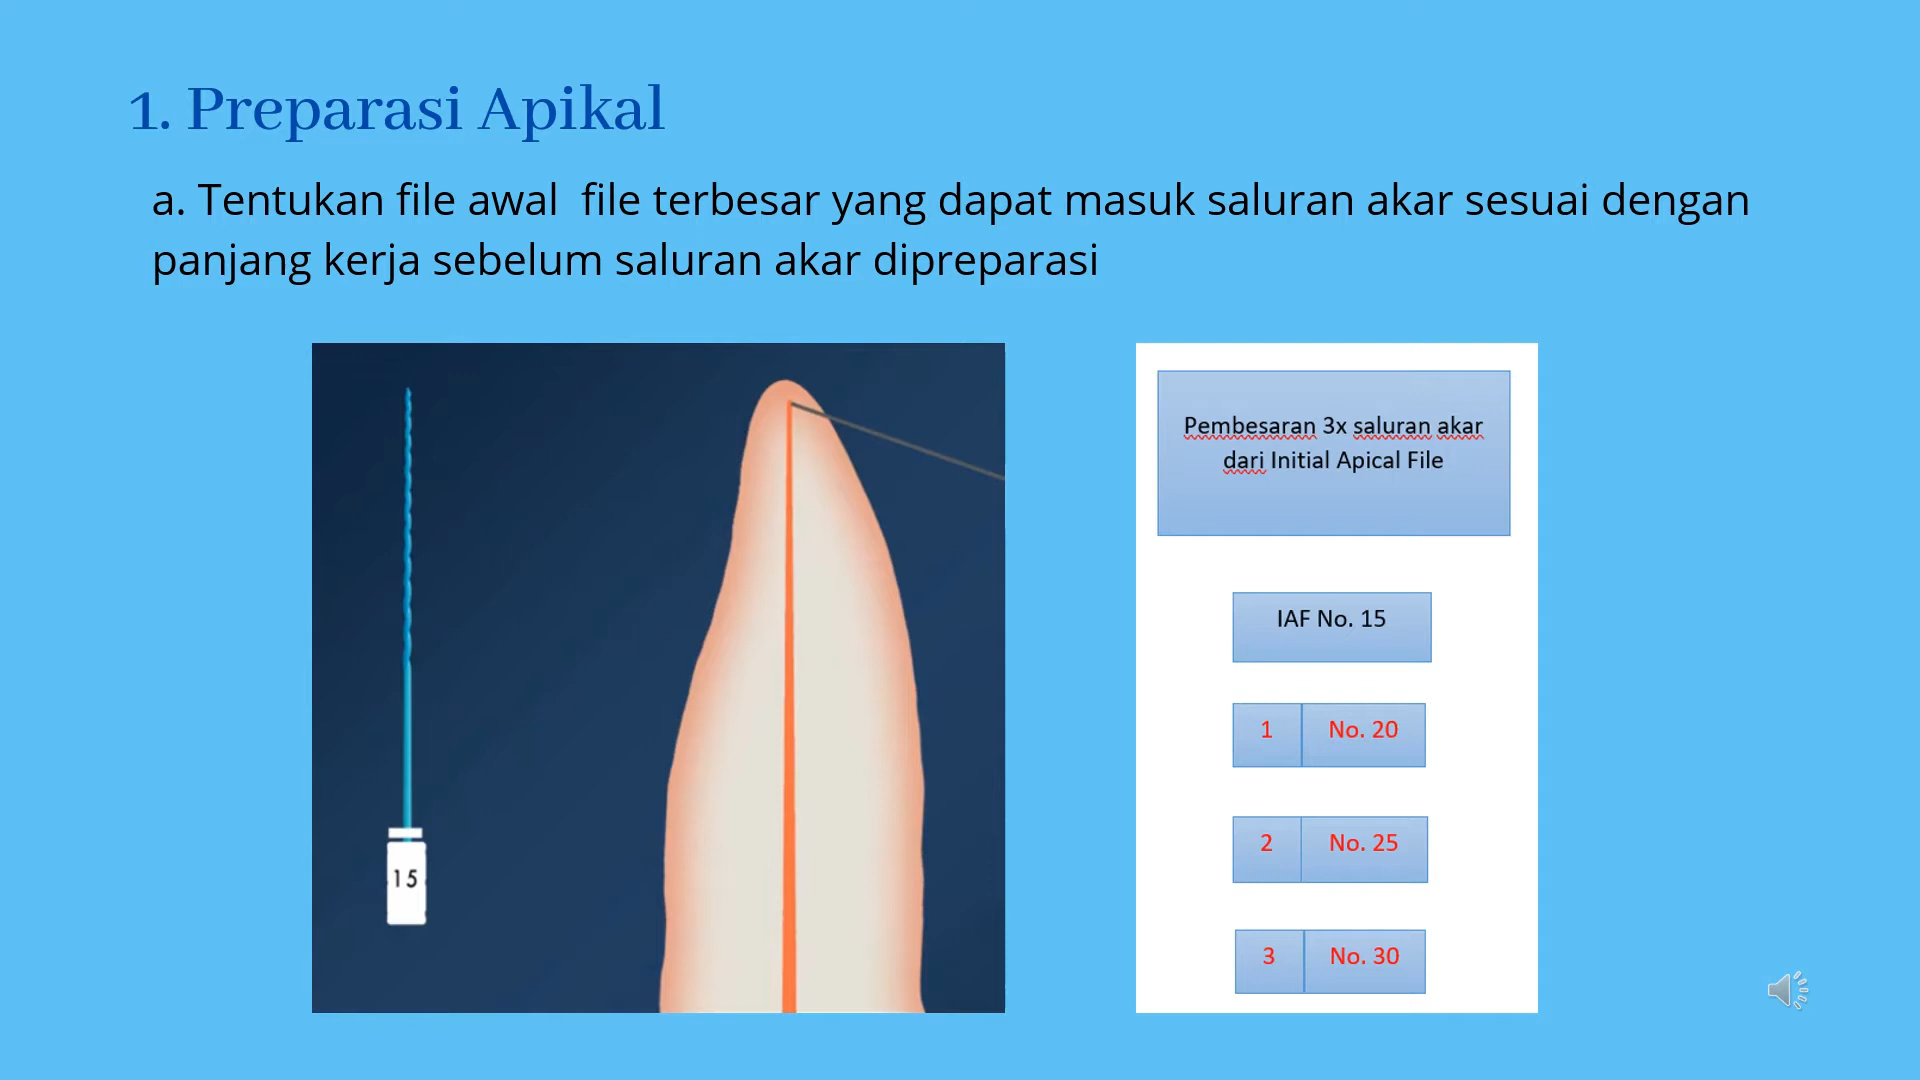 1. Preparasi Apikal
a. Tentukan file awal  file terbesar yang dapat masuk saluran akar sesuai dengan
panjang kerja sebelum saluran akar dipreparasi
15
Pembesaran 3x saluran akar
dari Initial Apical File
IAF No. 15
1 No. 20
2 No. 25
3 No. 30